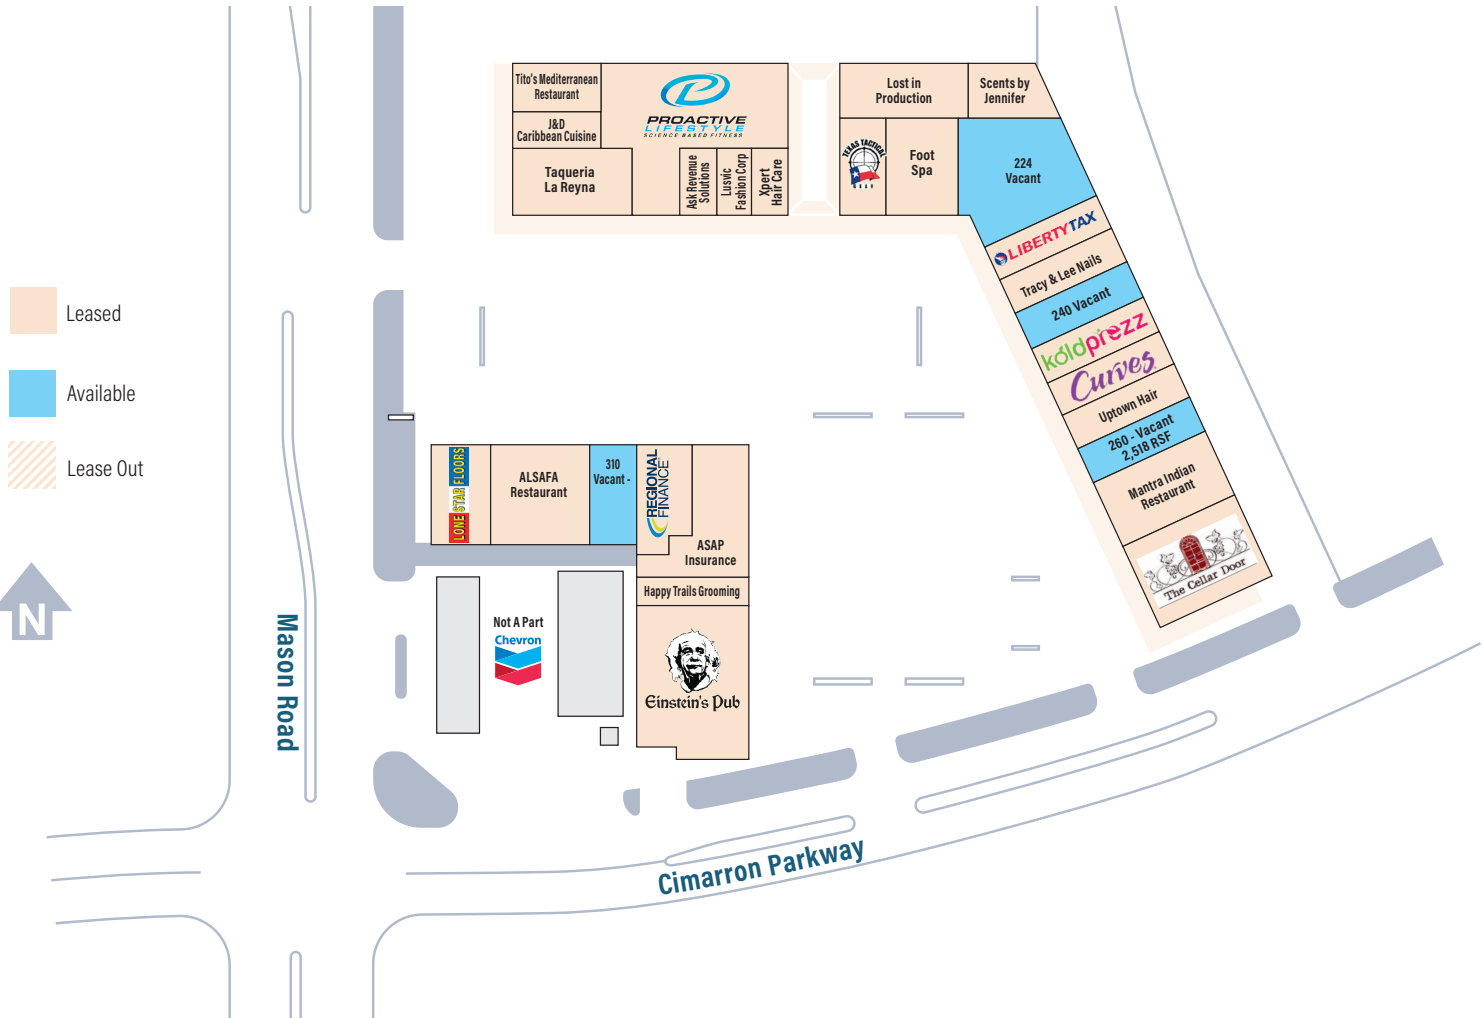 Tito's Mediterranean
Restaurant
J&D
Caribbean Cuisine
Taqueria
La Reyna
PROACTIVE
LIFESTYLE
SCIENCE BASED FITNESS
Ask Revenue
Solutions
Lusvic
Fashion Corp
Xpert
Hair Care
Lost in
Production
Scents by
Jennifer
TEXAS TACTICAL
GEAR
Foot
Spa
224
Vacant
LIBERTY TAX
Tracy & Lee Nails
240 Vacant
koldprezz
Curves
Uptown Hair
260 - Vacant
2,518 RSF
Mantra Indian
Restaurant
The Cellar Door
Leased
Available
Lease Out
N
LONE STAR FLOORS
ALSAFA
Restaurant
310
Vacant -
REGIONAL
FINANCE
ASAP
Insurance
Happy Trails Grooming
Einstein's Pub
Not A Part
Chevron
Mason Road
Cimarron Parkway